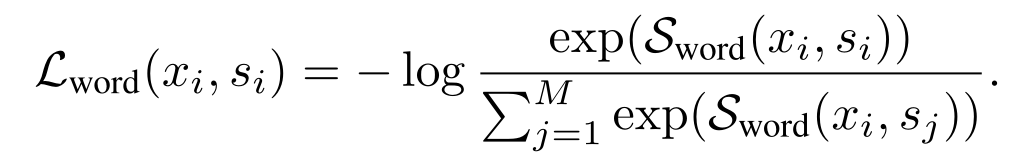 $\mathcal{L}_{\text{word}}(x_i, s_i) = -\log \frac{\exp(\mathcal{S}_{\text{word}}(x_i, s_i))}{\sum_{j=1}^{M} \exp(\mathcal{S}_{\text{word}}(x_i, s_j))}.$